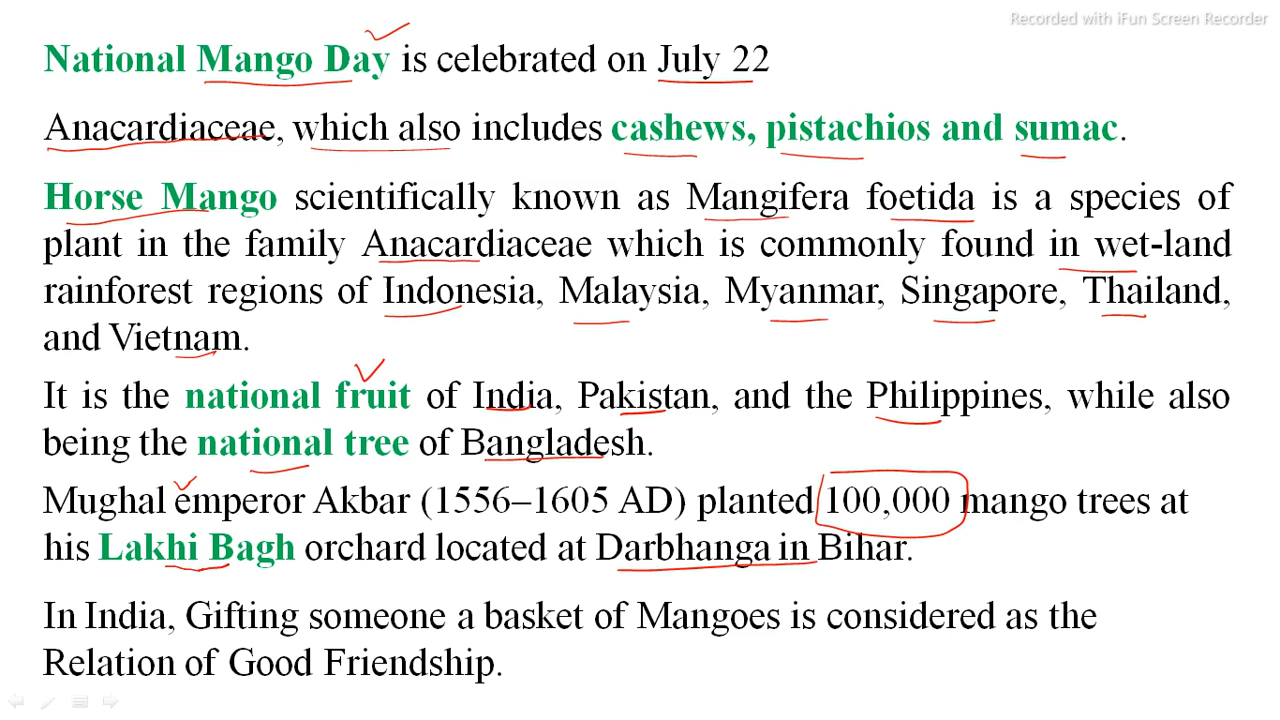 Recorded with iFun Screen Recorder
National Mango Day is celebrated on July 22
Anacardiaceae, which also includes cashews, pistachios and sumac.
Horse Mango scientifically known as Mangifera foetida is a species of
plant in the family Anacardiaceae which is commonly found in wet-land
rainforest regions of Indonesia, Malaysia, Myanmar, Singapore, Thailand,
and Vietnam.
It is the national fruit of India, Pakistan, and the Philippines, while also
being the national tree of Bangladesh.
Mughal emperor Akbar (1556–1605 AD) planted 100,000 mango trees at
his Lakhi Bagh orchard located at Darbhanga in Bihar.
In India, Gifting someone a basket of Mangoes is considered as the
Relation of Good Friendship.